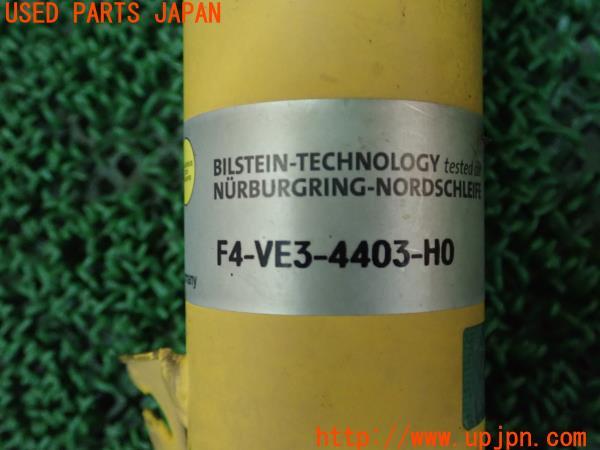 USED PARTS JAPAN
BILSTEIN-TECHNOLOGY tested
NÜRBURGRING-NORDSCHLEIFE
F4-VE3-4403-H0
http://www.upjpn.com/